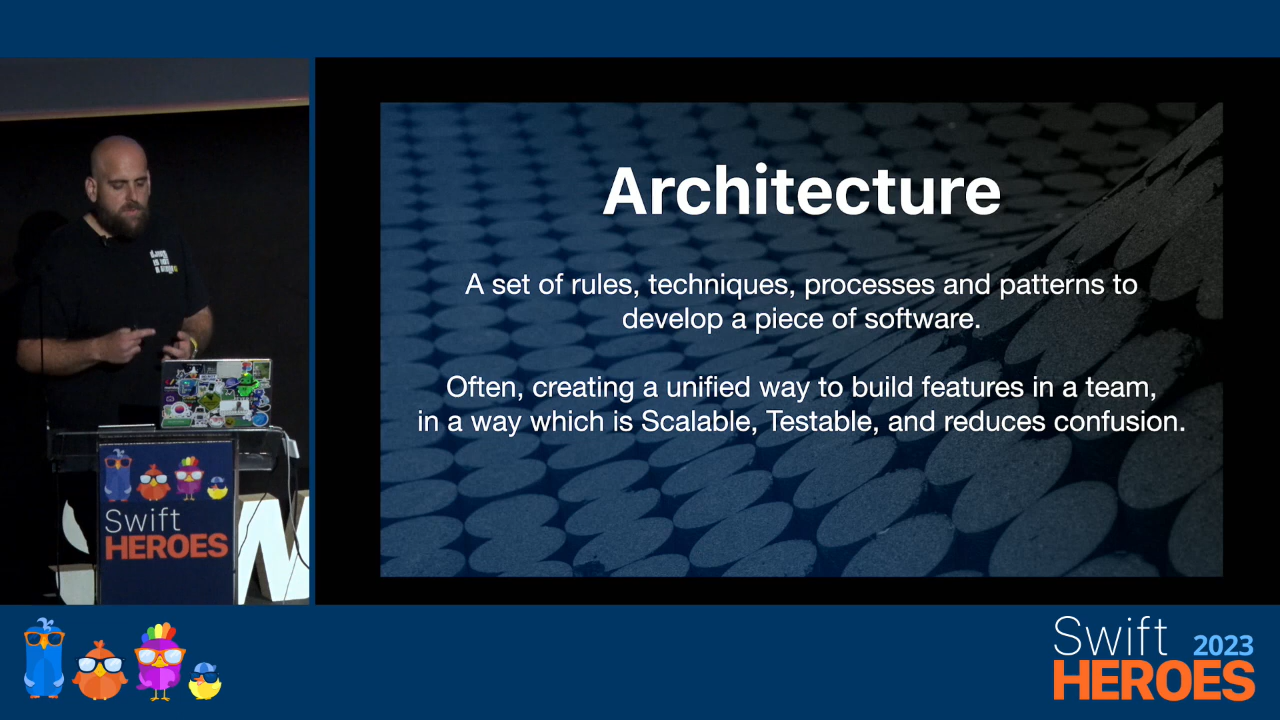 Architecture
A set of rules, techniques, processes and patterns to
develop a piece of software.
Often, creating a unified way to build features in a team,
in a way which is Scalable, Testable, and reduces confusion.
Swift
HEROES
Swift 2023
HEROES